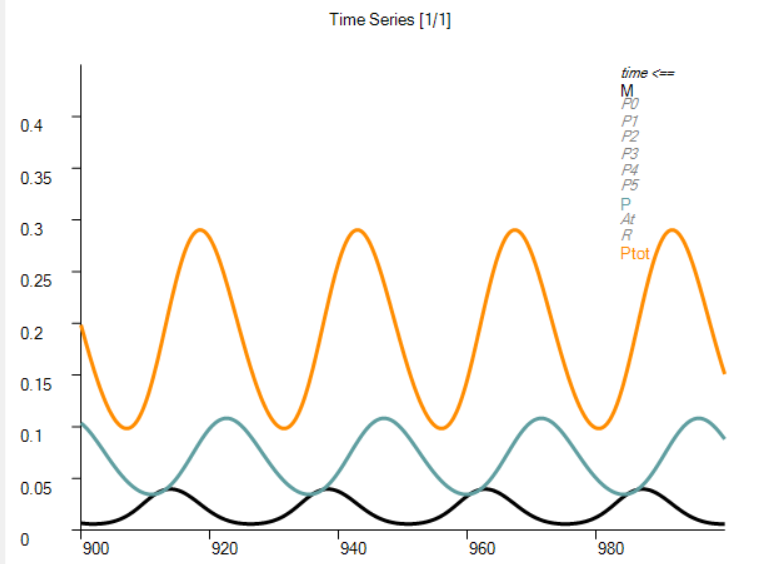 Time Series [1/1]
time <==
M
P0
P1
P2
P3
P4
P5
P
At
R
Ptot
0.4
0.35
0.3
0.25
0.2
0.15
0.1
0.05
0
900 920 940 960 980